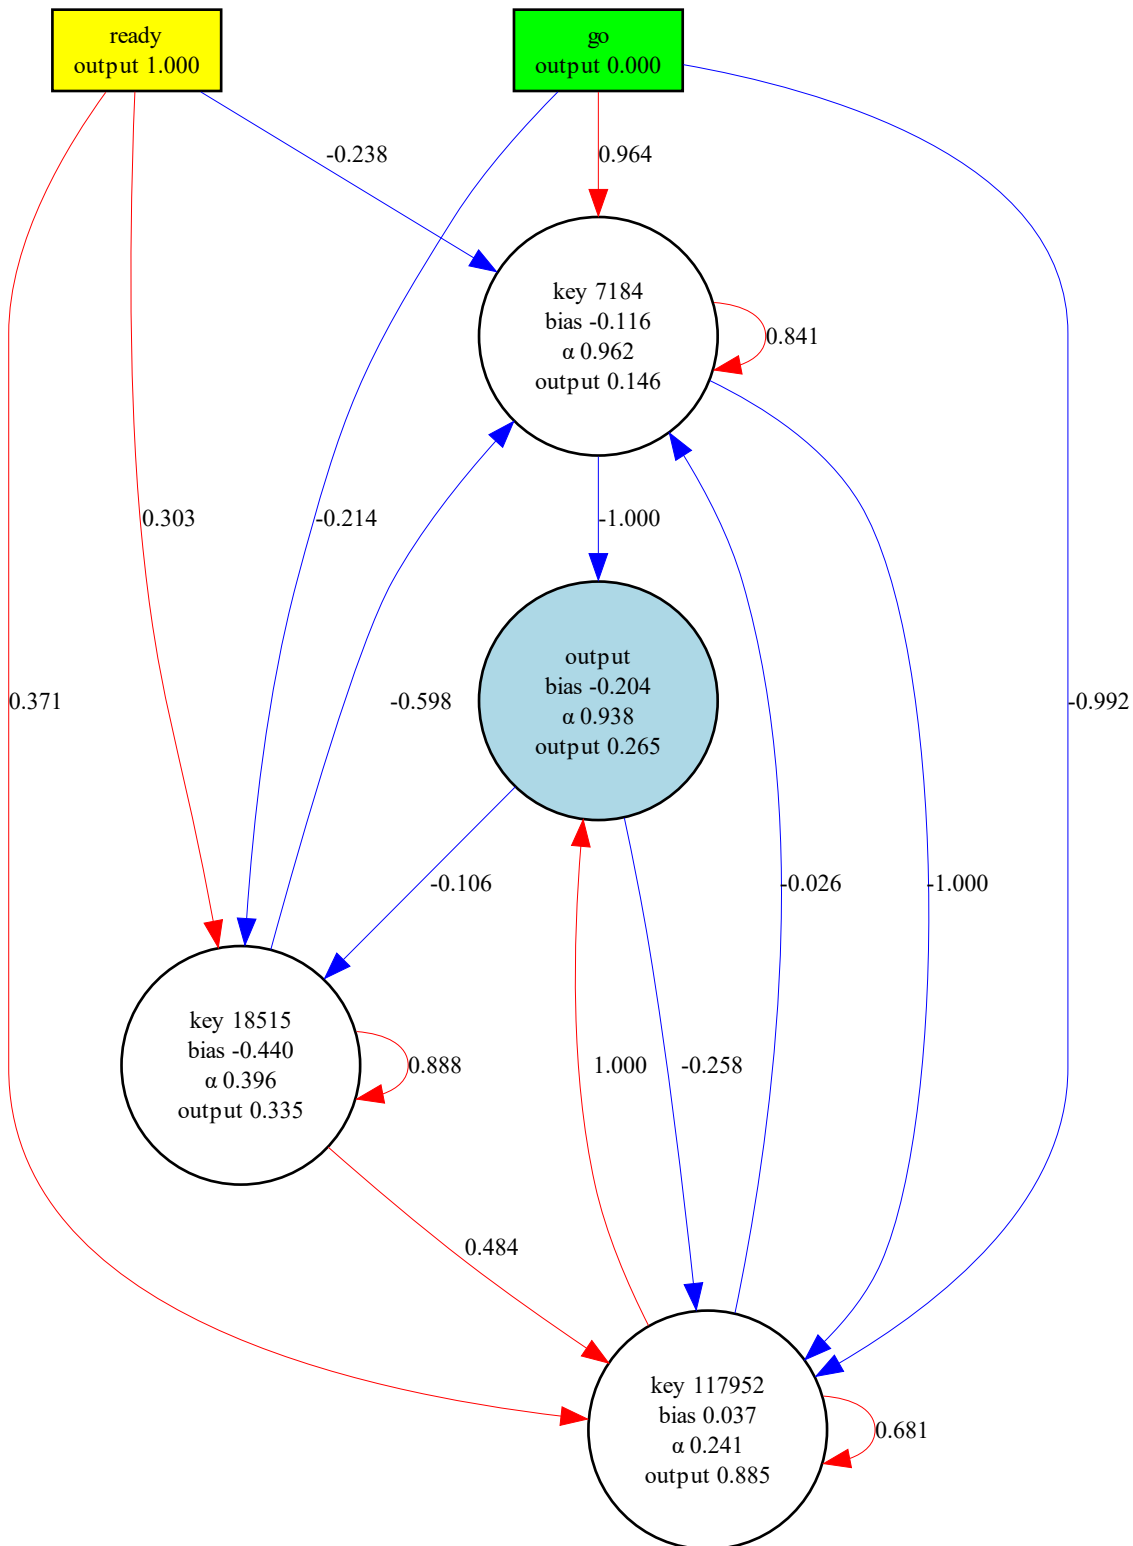 ready
output 1.000
go
output 0.000
-0.238
0.964
key 7184
bias -0.116
α 0.962
output 0.146
0.841
0.303
-0.214
-1.000
output
bias -0.204
α 0.938
output 0.265
0.371
-0.598
-0.992
-0.106
-0.026
-1.000
key 18515
bias -0.440
α 0.396
output 0.335
0.888
1.000
-0.258
0.484
key 117952
bias 0.037
α 0.241
output 0.885
0.681